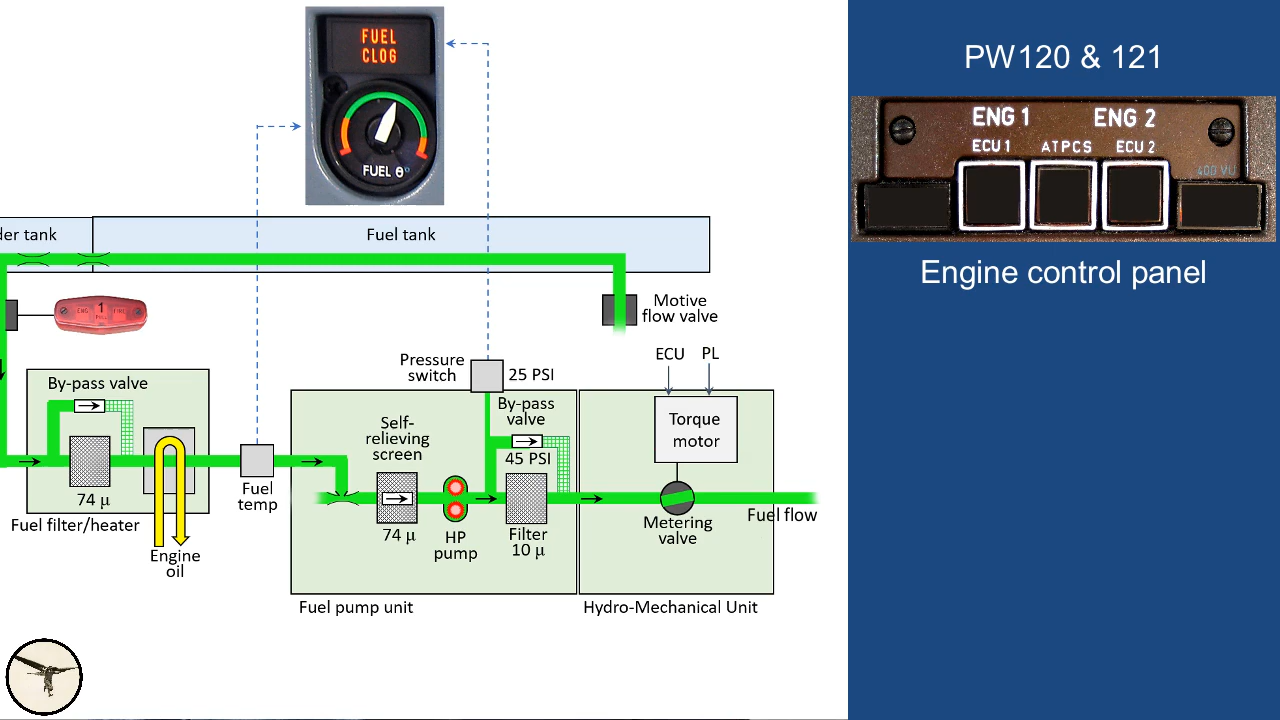 FUEL
CLOG
FUEL θ°
der tank
Fuel tank
1
Motive
flow valve
Pressure
switch
25 PSI
ECU
PL
By-pass valve
By-pass
valve
45 PSI
Torque
motor
Self-
relieving
screen
74 μ
Fuel filter/heater
Fuel
temp
Engine
oil
74 μ
HP
pump
Filter
10 μ
Metering
valve
Fuel flow
Fuel pump unit
Hydro-Mechanical Unit
PW120 & 121
ENG 1
ENG 2
ECU 1
ATPCS
ECU 2
400 VU
Engine control panel